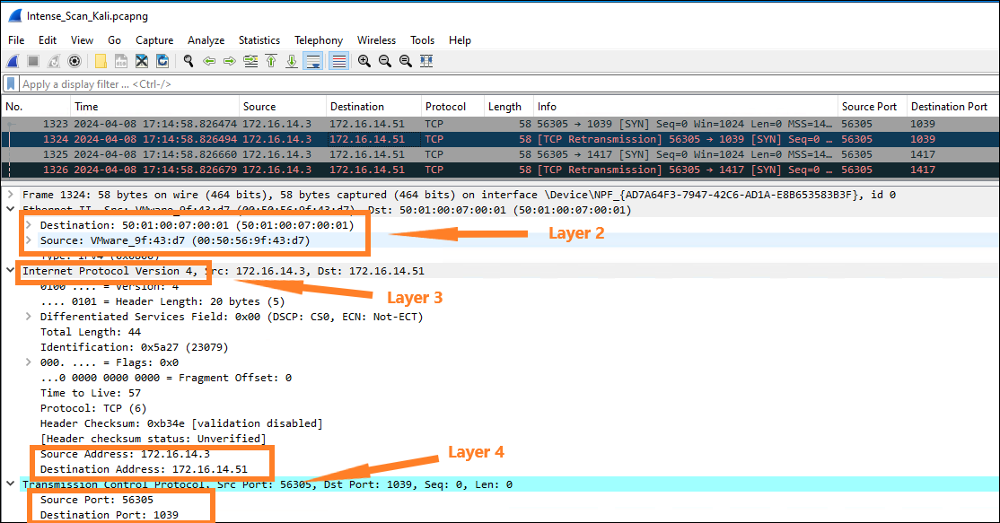 Intense_Scan_Kali.pcapng
File Edit View Go Capture Analyze Statistics Telephony Wireless Tools Help
Apply a display filter ... <Ctrl-/>
No. Time Source Destination Protocol Length Info Source Port Destination Port
1323 2024-04-08 17:14:58.826474 172.16.14.3 172.16.14.51 TCP 58 56305 → 1039 [SYN] Seq=0 Win=1024 Len=0 MSS=14… 56305 1039
1324 2024-04-08 17:14:58.826494 172.16.14.3 172.16.14.51 TCP 58 [TCP Retransmission] 56305 → 1039 [SYN] Seq=0 … 56305 1039
1325 2024-04-08 17:14:58.826660 172.16.14.3 172.16.14.51 TCP 58 56305 → 1417 [SYN] Seq=0 Win=1024 Len=0 MSS=14… 56305 1417
1326 2024-04-08 17:14:58.826679 172.16.14.3 172.16.14.51 TCP 58 [TCP Retransmission] 56305 → 1417 [SYN] Seq=0 … 56305 1417
Frame 1324: 58 bytes on wire (464 bits), 58 bytes captured (464 bits) on interface \Device\NPF_{AD7A64F3-7947-42C6-AD1A-E8B653583B3F}, id 0
Ethernet II, Src: VMware_9f:43:d7 (00:50:56:9f:43:d7), Dst: 50:01:00:07:00:01 (50:01:00:07:00:01)
Destination: 50:01:00:07:00:01 (50:01:00:07:00:01)
Layer 2
Source: VMware_9f:43:d7 (00:50:56:9f:43:d7)
Type: IPv4 (0x0800)
Internet Protocol Version 4, Src: 172.16.14.3, Dst: 172.16.14.51
0100 .... = Version: 4
Layer 3
.... 0101 = Header Length: 20 bytes (5)
Differentiated Services Field: 0x00 (DSCP: CS0, ECN: Not-ECT)
Total Length: 44
Identification: 0x5a27 (23079)
000. .... = Flags: 0x0
...0 0000 0000 0000 = Fragment Offset: 0
Time to Live: 57
Protocol: TCP (6)
Header Checksum: 0xb34e [validation disabled]
[Header checksum status: Unverified]
Source Address: 172.16.14.3
Layer 4
Destination Address: 172.16.14.51
Transmission Control Protocol, Src Port: 56305, Dst Port: 1039, Seq: 0, Len: 0
Source Port: 56305
Destination Port: 1039